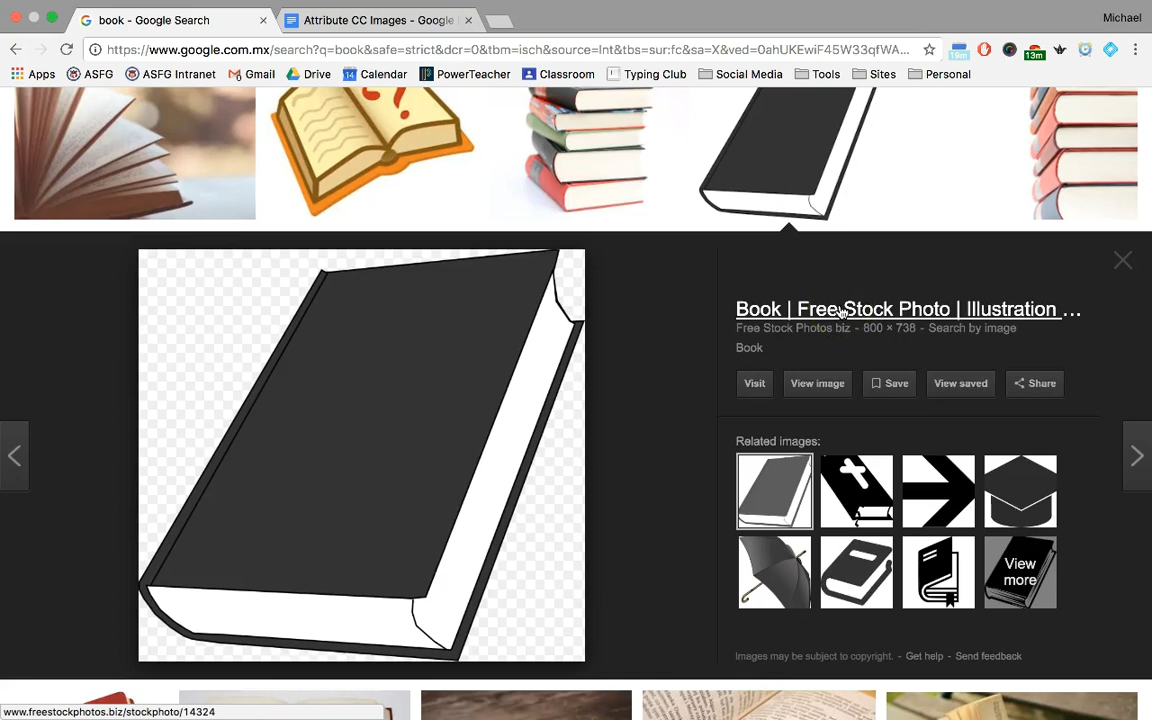 book - Google Search
Attribute CC Images - Google
Michael
https://www.google.com.mx/search?q=book&safe=strict&dcr=0&tbm=isch&source=lnt&tbs=sur:fc&sa=X&ved=0ahUKEwiF45W33qfWA...
19m
13m
Apps
ASFG
ASFG Intranet
Gmail
Drive
14 Calendar
PowerTeacher
Classroom
Typing Club
Social Media
Tools
Sites
Personal
??
Book | Free Stock Photo | Illustration ...
Free Stock Photos biz - 800 × 738 - Search by image
Book
Visit
View image
Save
View saved
Share
Related images:
View
more
Images may be subject to copyright. - Get help - Send feedback
www.freestockphotos.biz/stockphoto/14324